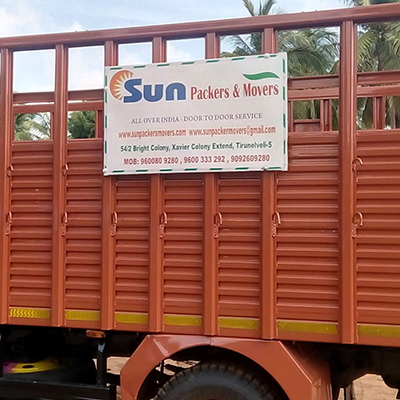 Sun Packers & Movers
ALL OVER INDIA - DOOR TO DOOR SERVICE
www.sunpackersmovers.com www.sunpackermovers@gmail.com
54/2 Bright Colony, Xavier Colony Extend, Tirunelveli-5
MOB: 960080 9280 , 9600 333 292 , 9092609280